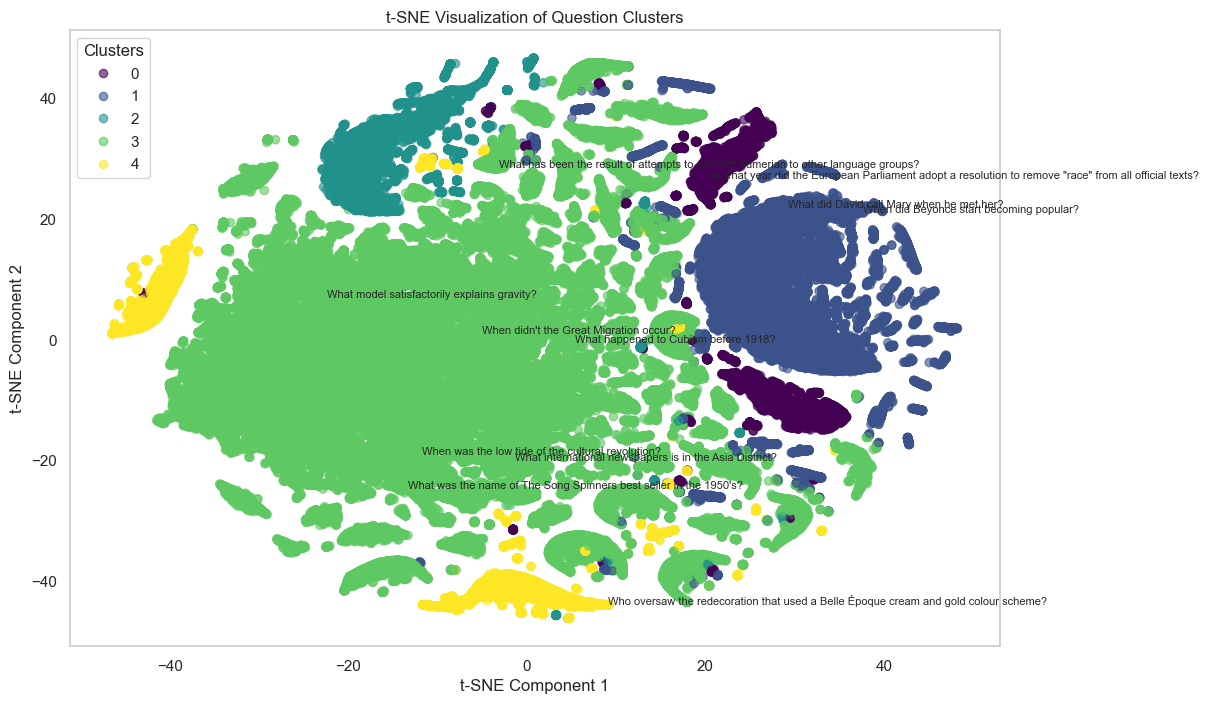 t-SNE Visualization of Question Clusters
Clusters
0
1
2
3
4
40
20
0
−20
−40
t-SNE Component 2
What has been the result of attempts to connect Sumerian to other language groups?
In what year did the European Parliament adopt a resolution to remove "race" from all official texts?
What did David call Mary when he met her?
When did Beyonce start becoming popular?
What model satisfactorily explains gravity?
When didn't the Great Migration occur?
What happened to Cubism before 1918?
When was the low tide of the cultural revolution?
What international newspapers is in the Asia District?
What was the name of The Song Spinners best seller in the 1950's?
Who oversaw the redecoration that used a Belle Époque cream and gold colour scheme?
−40
−20
0
20
40
t-SNE Component 1